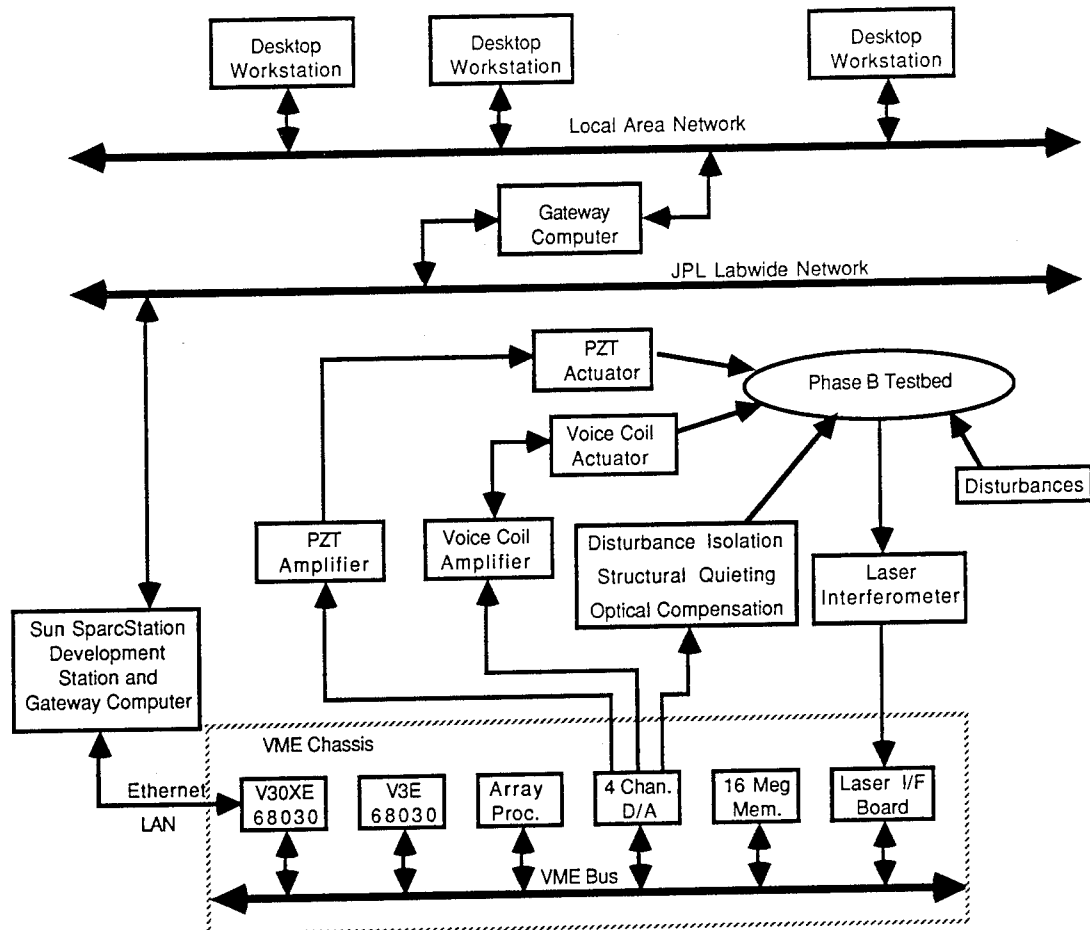 Desktop
Workstation
Desktop
Workstation
Desktop
Workstation
Local Area Network
Gateway
Computer
JPL Labwide Network
PZT
Actuator
Phase B Testbed
Voice Coil
Actuator
Disturbances
PZT
Amplifier
Voice Coil
Amplifier
Disturbance Isolation
Structural Quieting
Optical Compensation
Laser
Interferometer
Sun SparcStation
Development
Station and
Gateway Computer
VME Chassis
Ethernet
LAN
V30XE
68030
V3E
68030
Array
Proc.
4 Chan.
D/A
16 Meg
Mem.
Laser I/F
Board
VME Bus